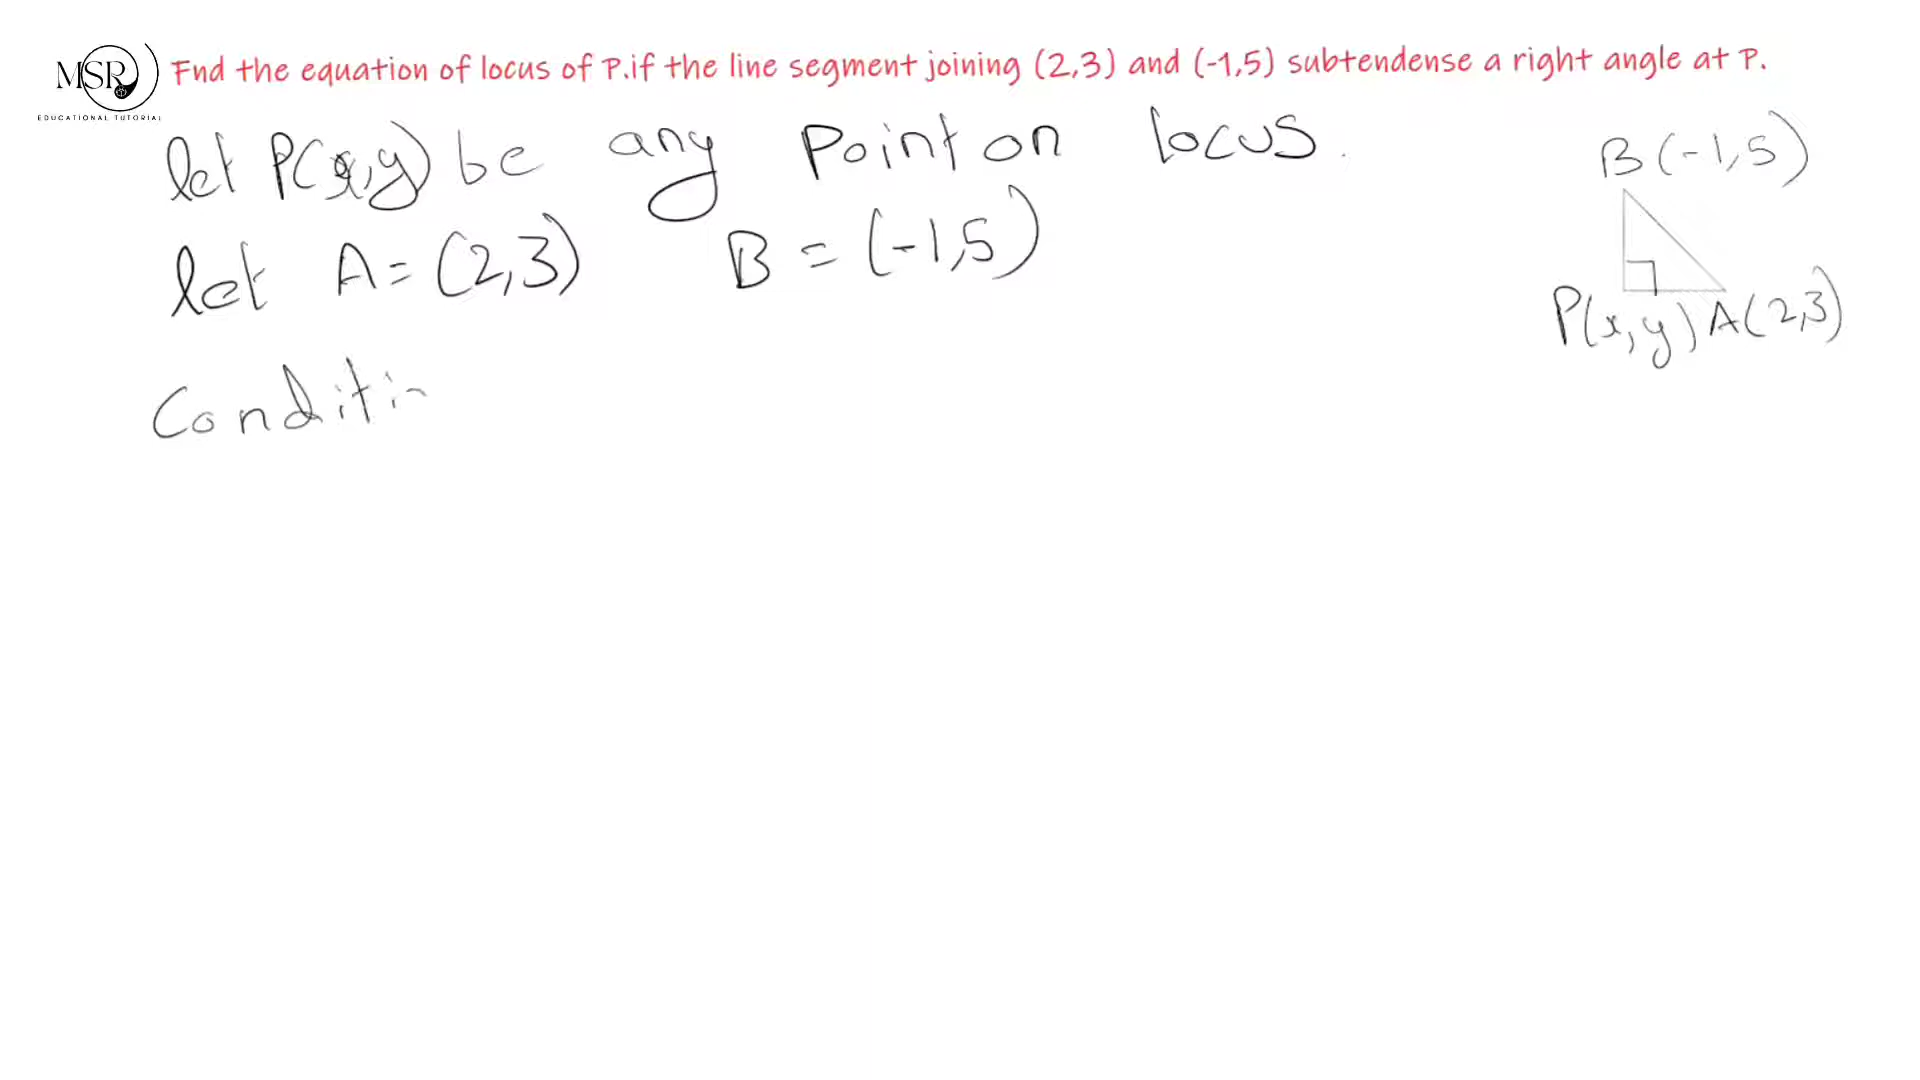 MSR
EDUCATIONAL TUTORIAL
Fnd the equation of locus of P.if the line segment joining (2,3) and (-1,5) subtendense a right angle at P.
let P(x,y) be any Point on locus.
let A = (2,3) B = (-1,5)
Conditin
B(-1,5)
P(x,y) A(2,3)